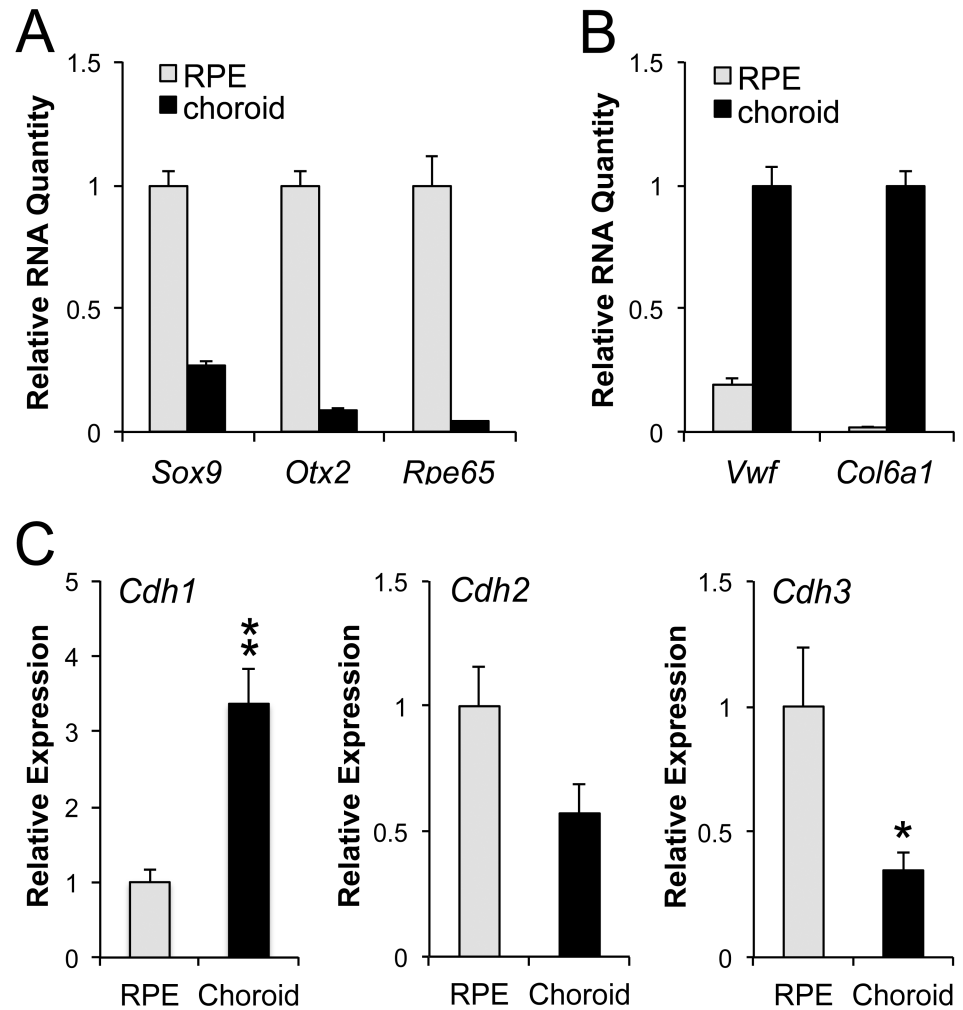 A
B
1.5
RPE
choroid
1
0.5
0
Relative RNA Quantity
Sox9 Otx2 Rpe65
1.5
RPE
choroid
1
0.5
0
Relative RNA Quantity
Vwf Col6a1
C
Cdh1
5
4
3
2
1
0
**
Relative Expression
RPE Choroid
Cdh2
1.5
1
0.5
0
Relative Expression
RPE Choroid
Cdh3
1.5
1
0.5
0
*
Relative Expression
RPE Choroid